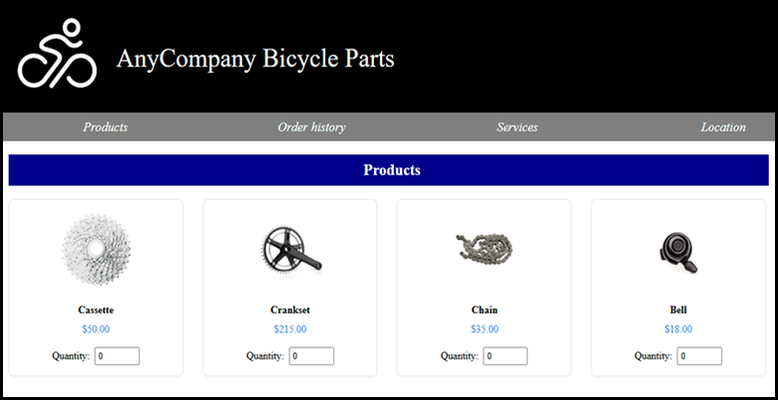 AnyCompany Bicycle Parts
Products Order history Services Location
Products
Cassette Crankset Chain Bell
$50.00 $215.00 $35.00 $18.00
Quantity: 0 Quantity: 0 Quantity: 0 Quantity: 0